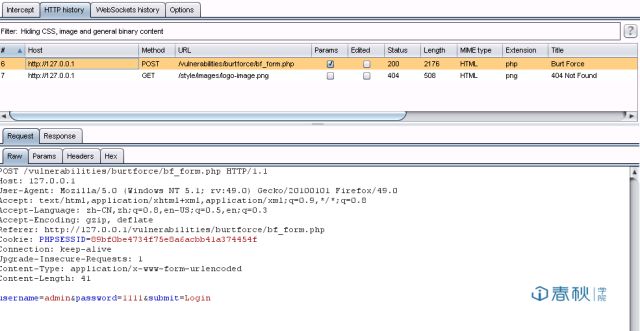 Intercept HTTP history WebSockets history Options
Filter: Hiding CSS, image and general binary content
?
# Host Method URL Params Edited Status Length MIME type Extension Title
6 http://127.0.0.1 POST /vulnerabilities/burtforce/bf_form.php 200 2176 HTML php Burt Force
7 http://127.0.0.1 GET /style/images/logo-image.png 404 508 HTML png 404 Not Found
Request Response
Raw Params Headers Hex
POST /vulnerabilities/burtforce/bf_form.php HTTP/1.1
Host: 127.0.0.1
User-Agent: Mozilla/5.0 (Windows NT 5.1; rv:49.0) Gecko/20100101 Firefox/49.0
Accept: text/html,application/xhtml+xml,application/xml;q=0.9,*/*;q=0.8
Accept-Language: zh-CN,zh;q=0.8,en-US;q=0.5,en;q=0.3
Accept-Encoding: gzip, deflate
Referer: http://127.0.0.1/vulnerabilities/burtforce/bf_form.php
Cookie: PHPSESSID=89bf0be4734f75e8a6acbb41a374454f
Connection: keep-alive
Upgrade-Insecure-Requests: 1
Content-Type: application/x-www-form-urlencoded
Content-Length: 41
username=admin&password=1111&submit=Login
i春秋 学院